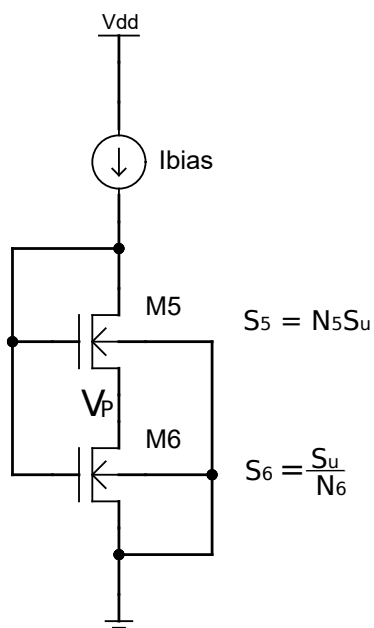 Vdd
Ibias
M5
S5 = N5Su
VP
M6
S6 = Su/N6